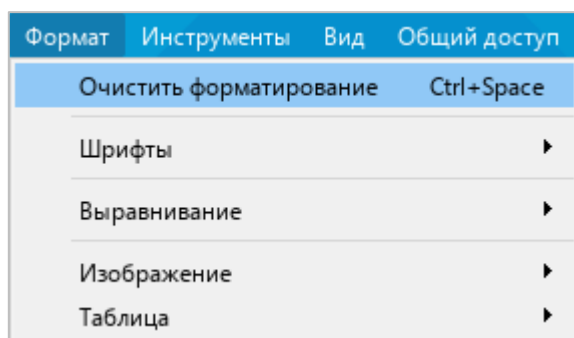 Формат Инструменты Вид Общий доступ
Очистить форматирование Ctrl+Space
Шрифты
Выравнивание
Изображение
Таблица